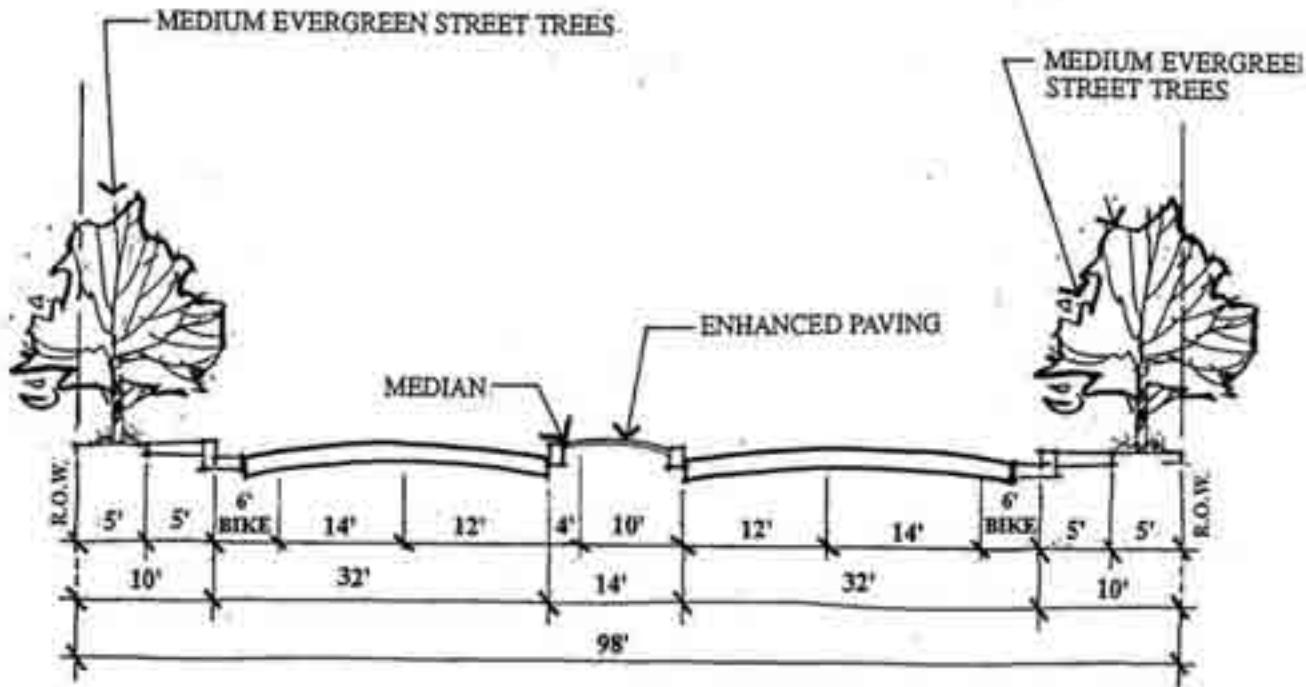 MEDIUM EVERGREEN STREET TREES
MEDIUM EVERGREE
STREET TREES
ENHANCED PAVING
MEDIAN
R.O.W.
5' 5' 6' BIKE 14' 12' 4' 10' 12' 14' 6' BIKE 5' 5'
R.O.W.
10' 32' 14' 32' 10'
98'